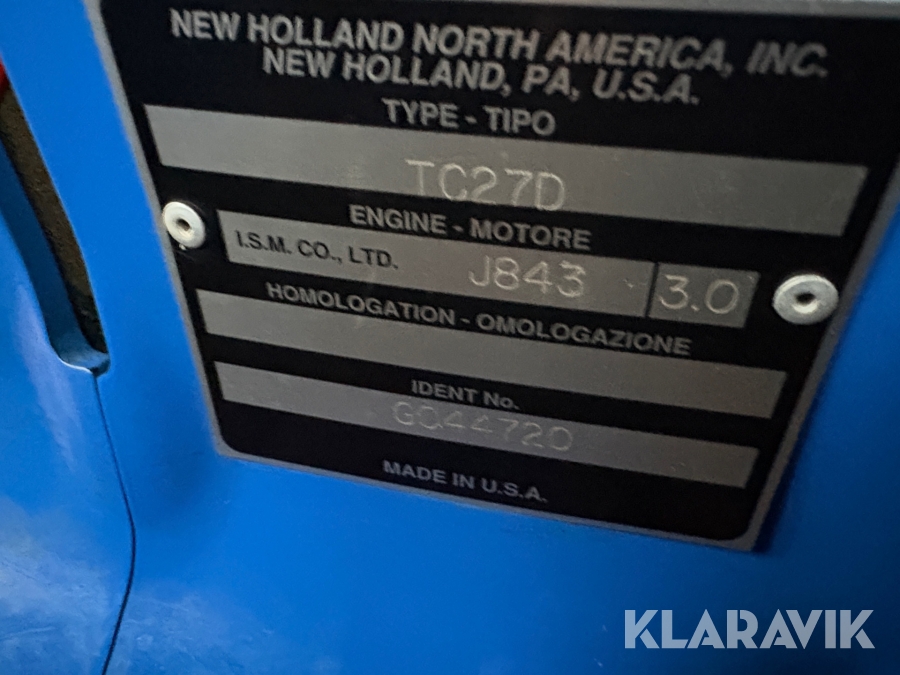 NEW HOLLAND NORTH AMERICA, INC.
NEW HOLLAND, PA, U.S.A.
TYPE - TIPO
TC27D
ENGINE - MOTORE
I.S.M. CO., LTD. J843 3.0
HOMOLOGATION - OMOLOGAZIONE
IDENT No.
G044720
MADE IN U.S.A.
KLARAVIK